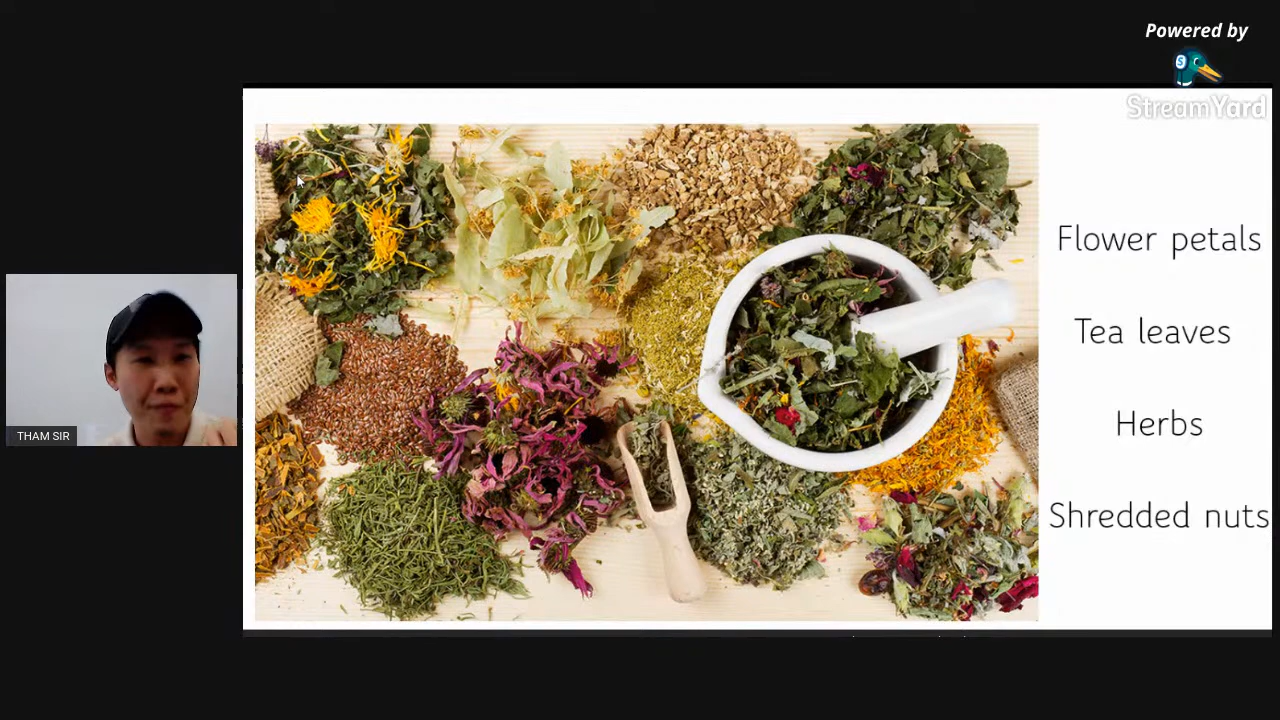 Powered by
StreamYard
Flower petals
Tea leaves
Herbs
Shredded nuts
THAM SIR